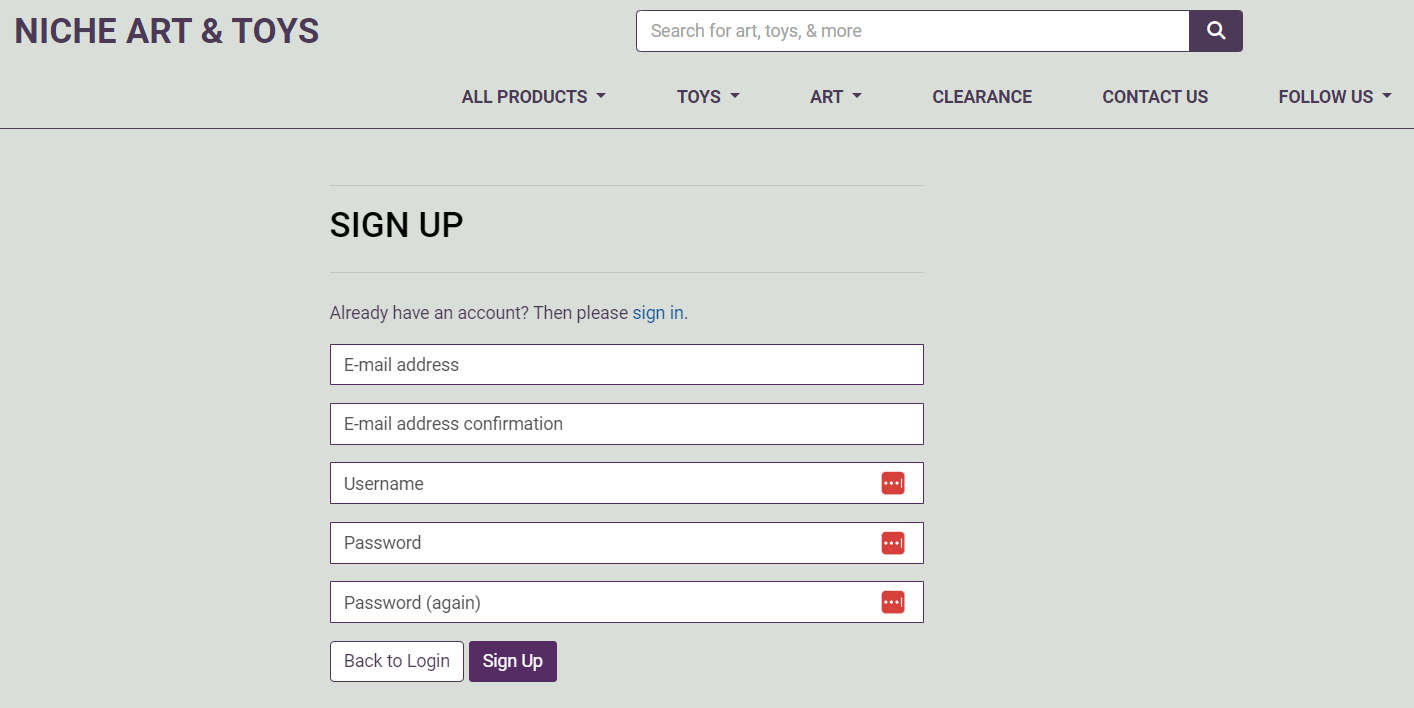 NICHE ART & TOYS
Search for art, toys, & more
ALL PRODUCTS TOYS ART CLEARANCE CONTACT US FOLLOW US
SIGN UP
Already have an account? Then please sign in.
E-mail address
E-mail address confirmation
Username
Password
Password (again)
Back to Login Sign Up